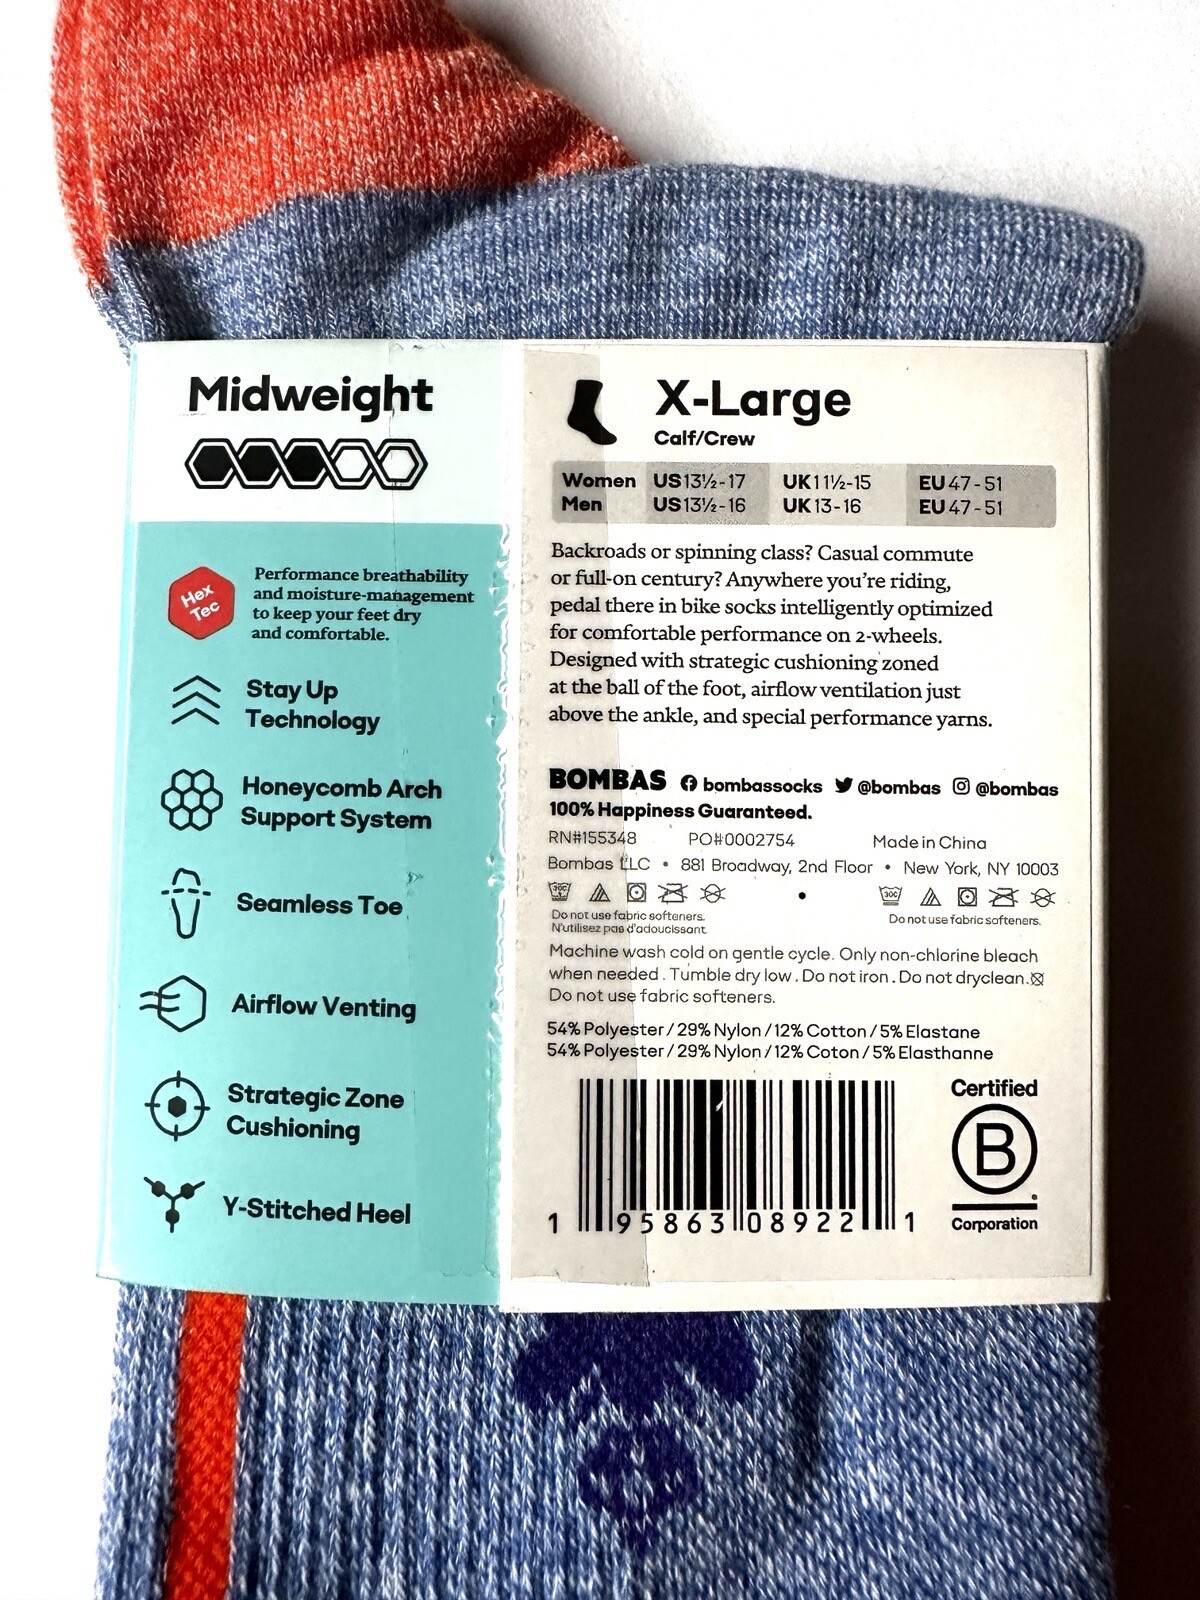 Midweight
Hex
Tec
Performance breathability
and moisture-management
to keep your feet dry
and comfortable.
Stay Up
Technology
Honeycomb Arch
Support System
Seamless Toe
Airflow Venting
Strategic Zone
Cushioning
Y-Stitched Heel
X-Large
Calf/Crew
Women US13½-17 UK11½-15 EU47-51
Men US13½-16 UK13-16 EU47-51
Backroads or spinning class? Casual commute
or full-on century? Anywhere you're riding,
pedal there in bike socks intelligently optimized
for comfortable performance on 2-wheels.
Designed with strategic cushioning zoned
at the ball of the foot, airflow ventilation just
above the ankle, and special performance yarns.
BOMBAS bombassocks @bombas @bombas
100% Happiness Guaranteed.
RN#155348 PO#0002754 Made in China
Bombas LLC • 881 Broadway, 2nd Floor • New York, NY 10003
30C 30C
Do not use fabric softeners. Do not use fabric softeners.
N'utilisez pas d'adoucissant.
Machine wash cold on gentle cycle. Only non-chlorine bleach
when needed. Tumble dry low. Do not iron. Do not dryclean.
Do not use fabric softeners.
54% Polyester / 29% Nylon / 12% Cotton / 5% Elastane
54% Polyester / 29% Nylon / 12% Coton / 5% Elasthanne
1 95863 08922 1
Certified
B
Corporation